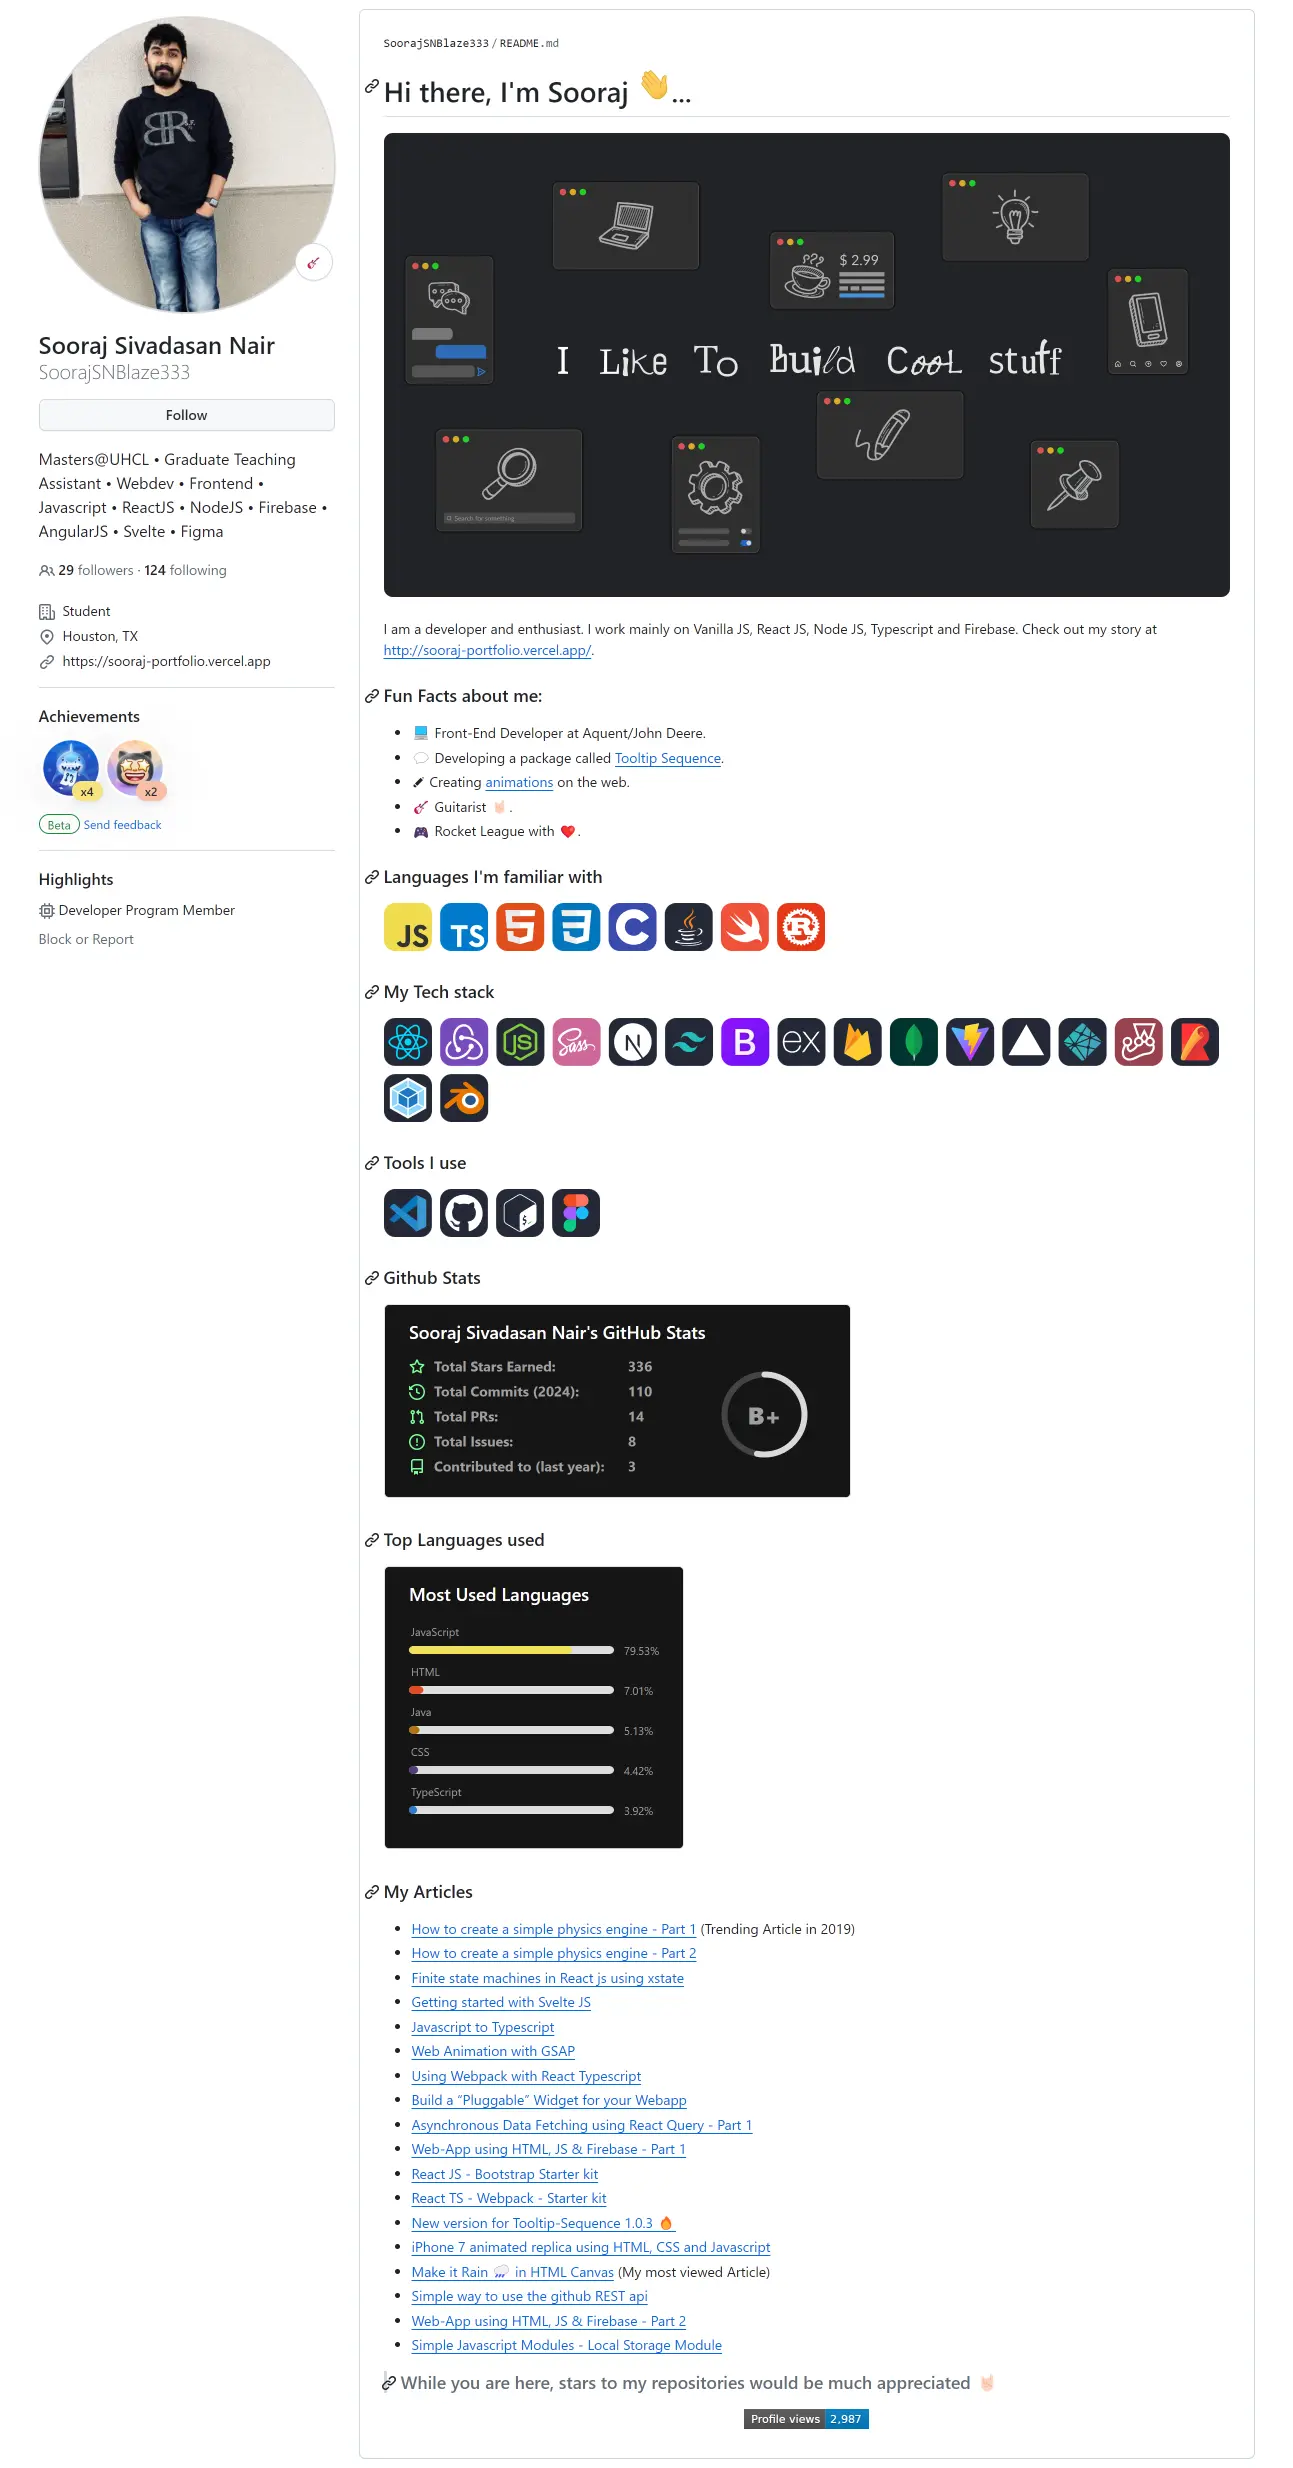 Sooraj Sivadasan Nair
SoorajSNBlaze333
Follow
Masters@UHCL • Graduate Teaching
Assistant • Webdev • Frontend •
Javascript • ReactJS • NodeJS • Firebase •
AngularJS • Svelte • Figma
29 followers · 124 following
Student
Houston, TX
https://sooraj-portfolio.vercel.app
Achievements
x4
x2
Beta Send feedback
Highlights
Developer Program Member
Block or Report
SoorajSNBlaze333 / README.md
Hi there, I'm Sooraj 👋...
$ 2.99
I Like To Build Cool stuff
Search for something
I am a developer and enthusiast. I work mainly on Vanilla JS, React JS, Node JS, Typescript and Firebase. Check out my story at
http://sooraj-portfolio.vercel.app/.
Fun Facts about me:
• 💻 Front-End Developer at Aquent/John Deere.
• 💬 Developing a package called Tooltip Sequence.
• 🖋 Creating animations on the web.
• 🎸 Guitarist 🤘🏻.
• 🎮 Rocket League with ❤️.
Languages I'm familiar with
JS TS 5 3 C R
My Tech stack
JS Sass N B ex
Tools I use
$_
Github Stats
Sooraj Sivadasan Nair's GitHub Stats
Total Stars Earned: 336
Total Commits (2024): 110
Total PRs: 14
Total Issues: 8
Contributed to (last year): 3
B+
Top Languages used
Most Used Languages
JavaScript
79.53%
HTML
7.01%
Java
5.13%
CSS
4.42%
TypeScript
3.92%
My Articles
• How to create a simple physics engine - Part 1 (Trending Article in 2019)
• How to create a simple physics engine - Part 2
• Finite state machines in React js using xstate
• Getting started with Svelte JS
• Javascript to Typescript
• Web Animation with GSAP
• Using Webpack with React Typescript
• Build a “Pluggable” Widget for your Webapp
• Asynchronous Data Fetching using React Query - Part 1
• Web-App using HTML, JS & Firebase - Part 1
• React JS - Bootstrap Starter kit
• React TS - Webpack - Starter kit
• New version for Tooltip-Sequence 1.0.3 🔥
• iPhone 7 animated replica using HTML, CSS and Javascript
• Make it Rain 🌧 in HTML Canvas (My most viewed Article)
• Simple way to use the github REST api
• Web-App using HTML, JS & Firebase - Part 2
• Simple Javascript Modules - Local Storage Module
While you are here, stars to my repositories would be much appreciated 🤘🏻
Profile views 2,987